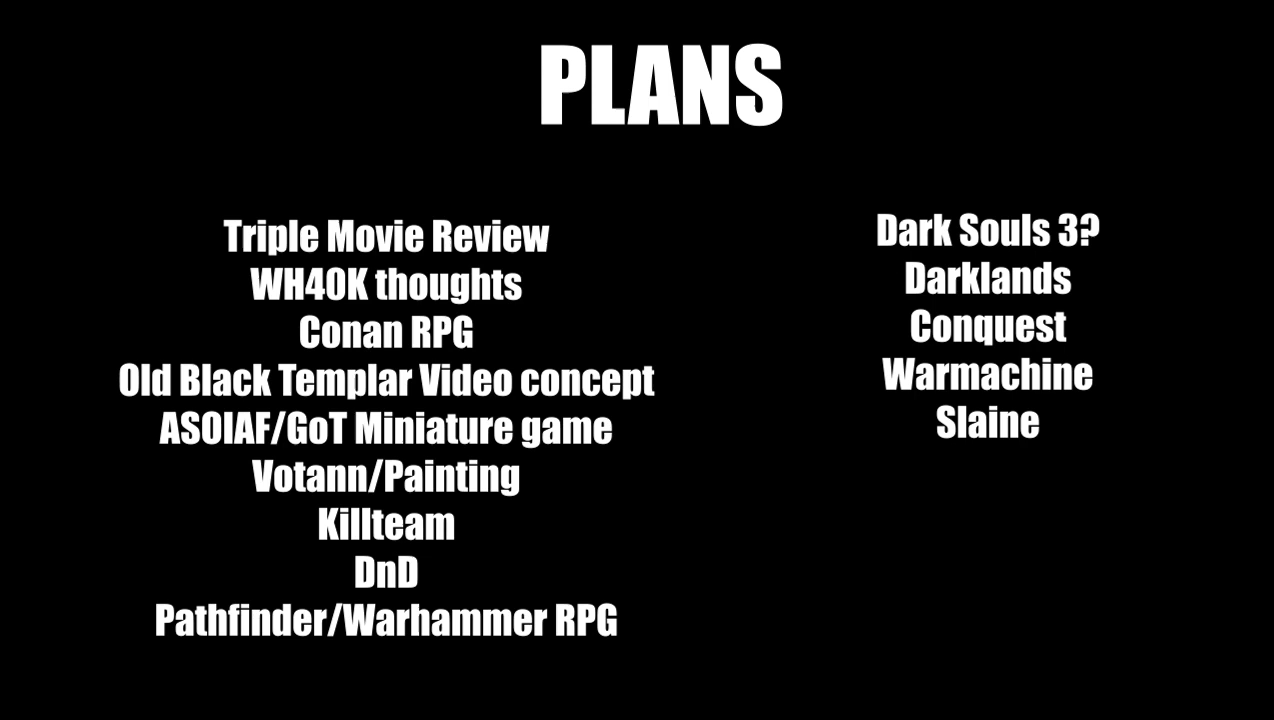 PLANS
Triple Movie Review
WH40K thoughts
Conan RPG
Old Black Templar Video concept
ASOIAF/GoT Miniature game
Votann/Painting
Killteam
DnD
Pathfinder/Warhammer RPG
Dark Souls 3?
Darklands
Conquest
Warmachine
Slaine